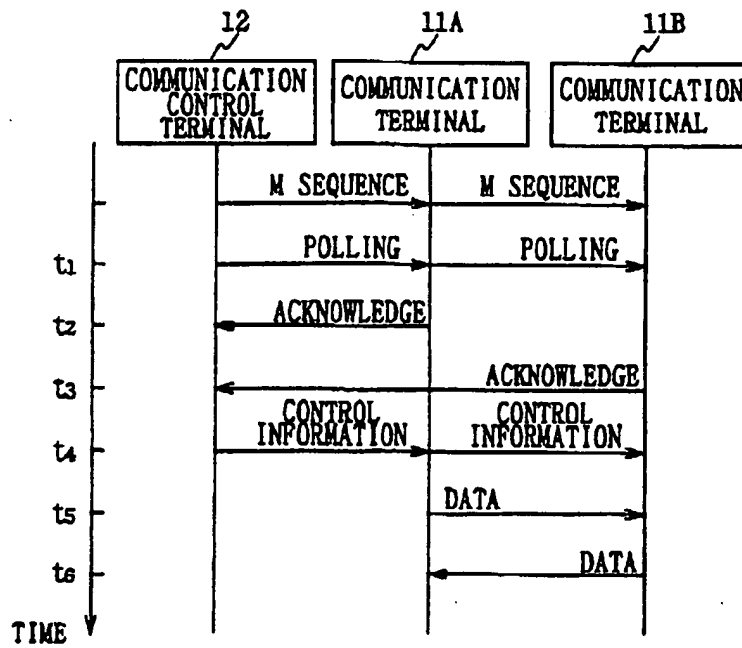 12
11A
11B
COMMUNICATION
CONTROL
TERMINAL
COMMUNICATION
TERMINAL
COMMUNICATION
TERMINAL
M SEQUENCE
M SEQUENCE
t1
POLLING
POLLING
t2
ACKNOWLEDGE
t3
ACKNOWLEDGE
CONTROL
INFORMATION
CONTROL
INFORMATION
t4
t5
DATA
t6
DATA
TIME